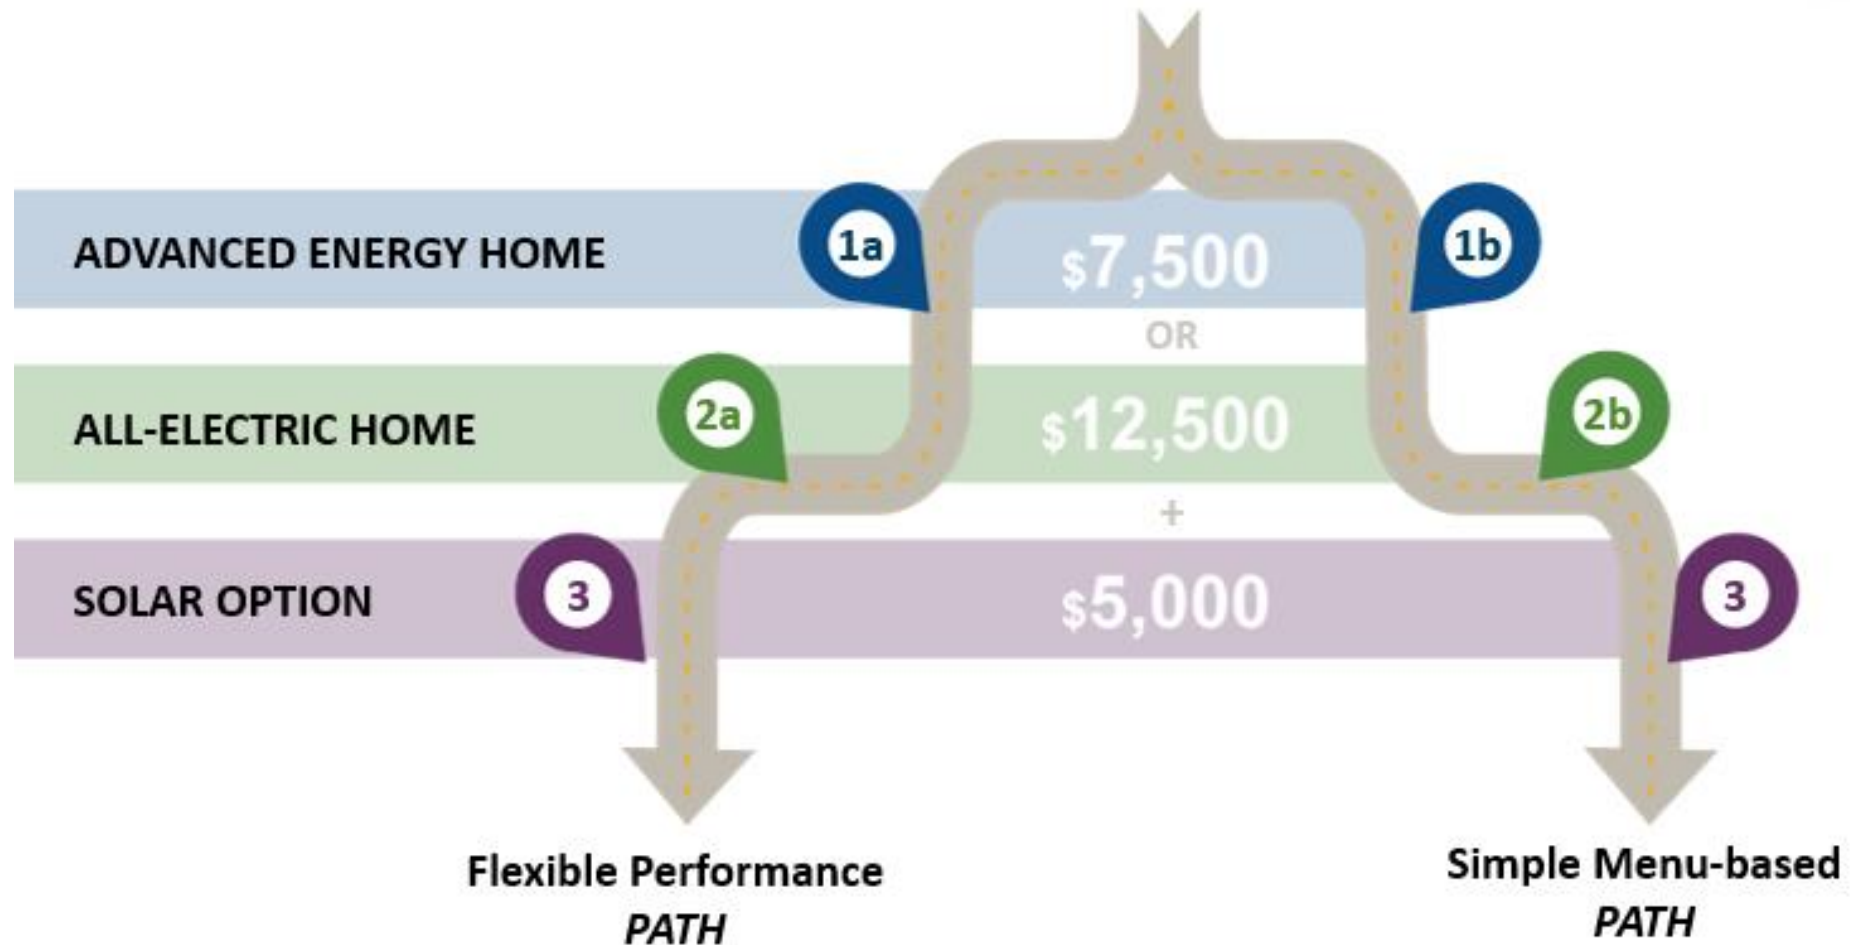 ADVANCED ENERGY HOME 1a $7,500 1b
OR
ALL-ELECTRIC HOME 2a $12,500 2b
+
SOLAR OPTION 3 $5,000 3
Flexible Performance
PATH
Simple Menu-based
PATH